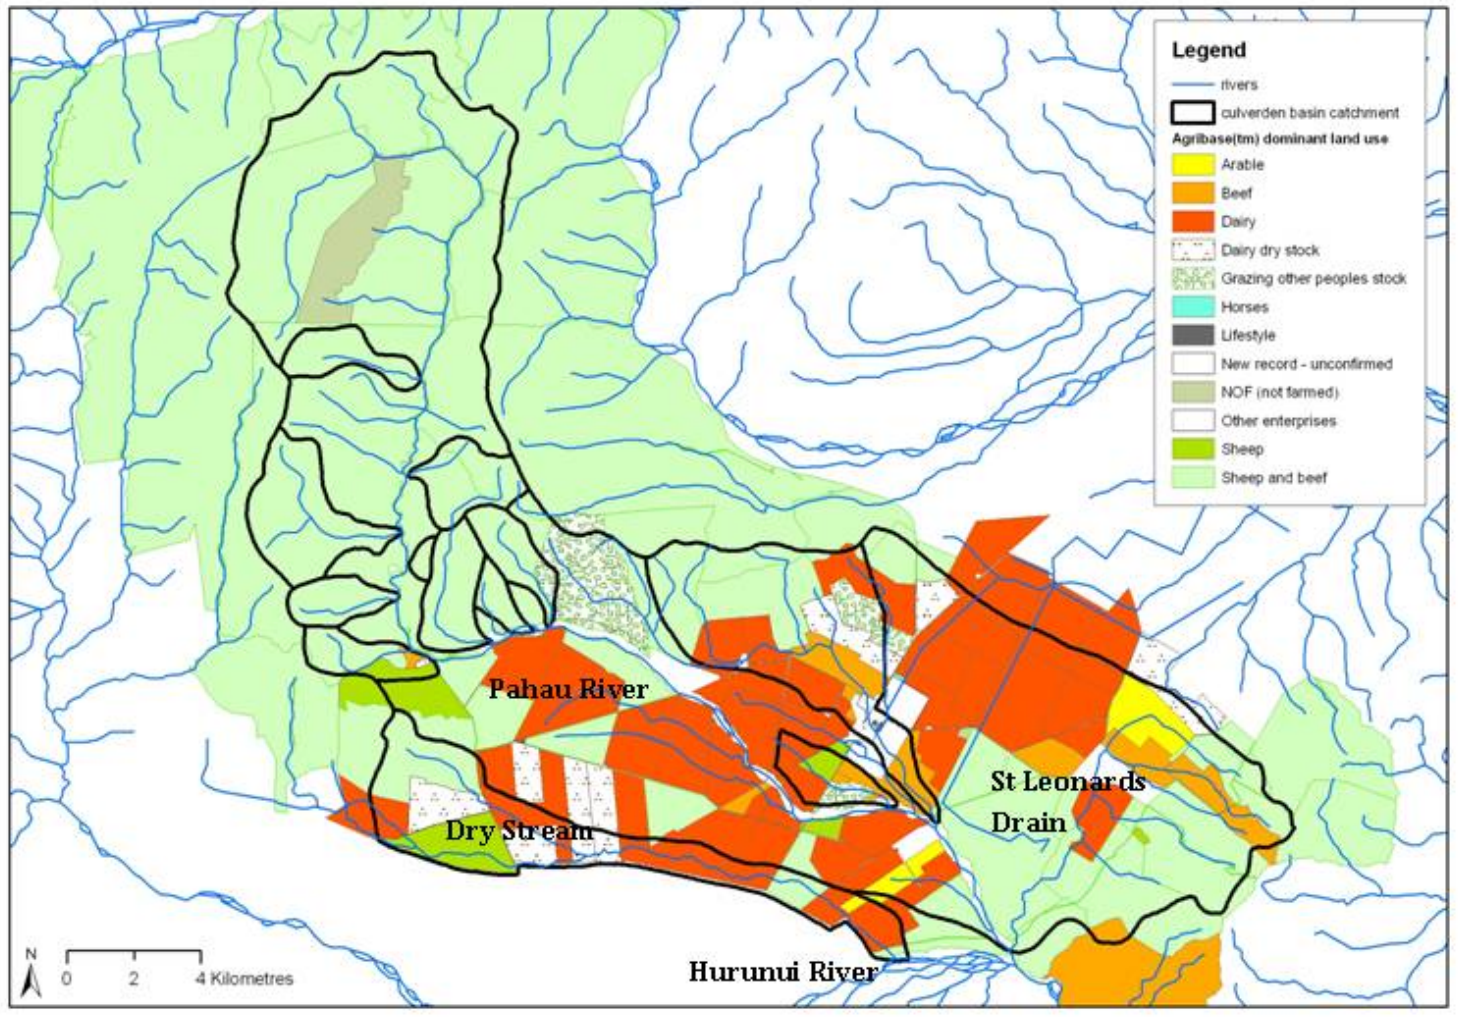 Legend
rivers
culverden basin catchment
Agribase(tm) dominant land use
Arable
Beef
Dairy
Dairy dry stock
Grazing other peoples stock
Horses
Lifestyle
New record - unconfirmed
NOF (not farmed)
Other enterprises
Sheep
Sheep and beef
Pahau River
St Leonards
Drain
Dry Stream
Hurunui River
N
0 2 4 Kilometres